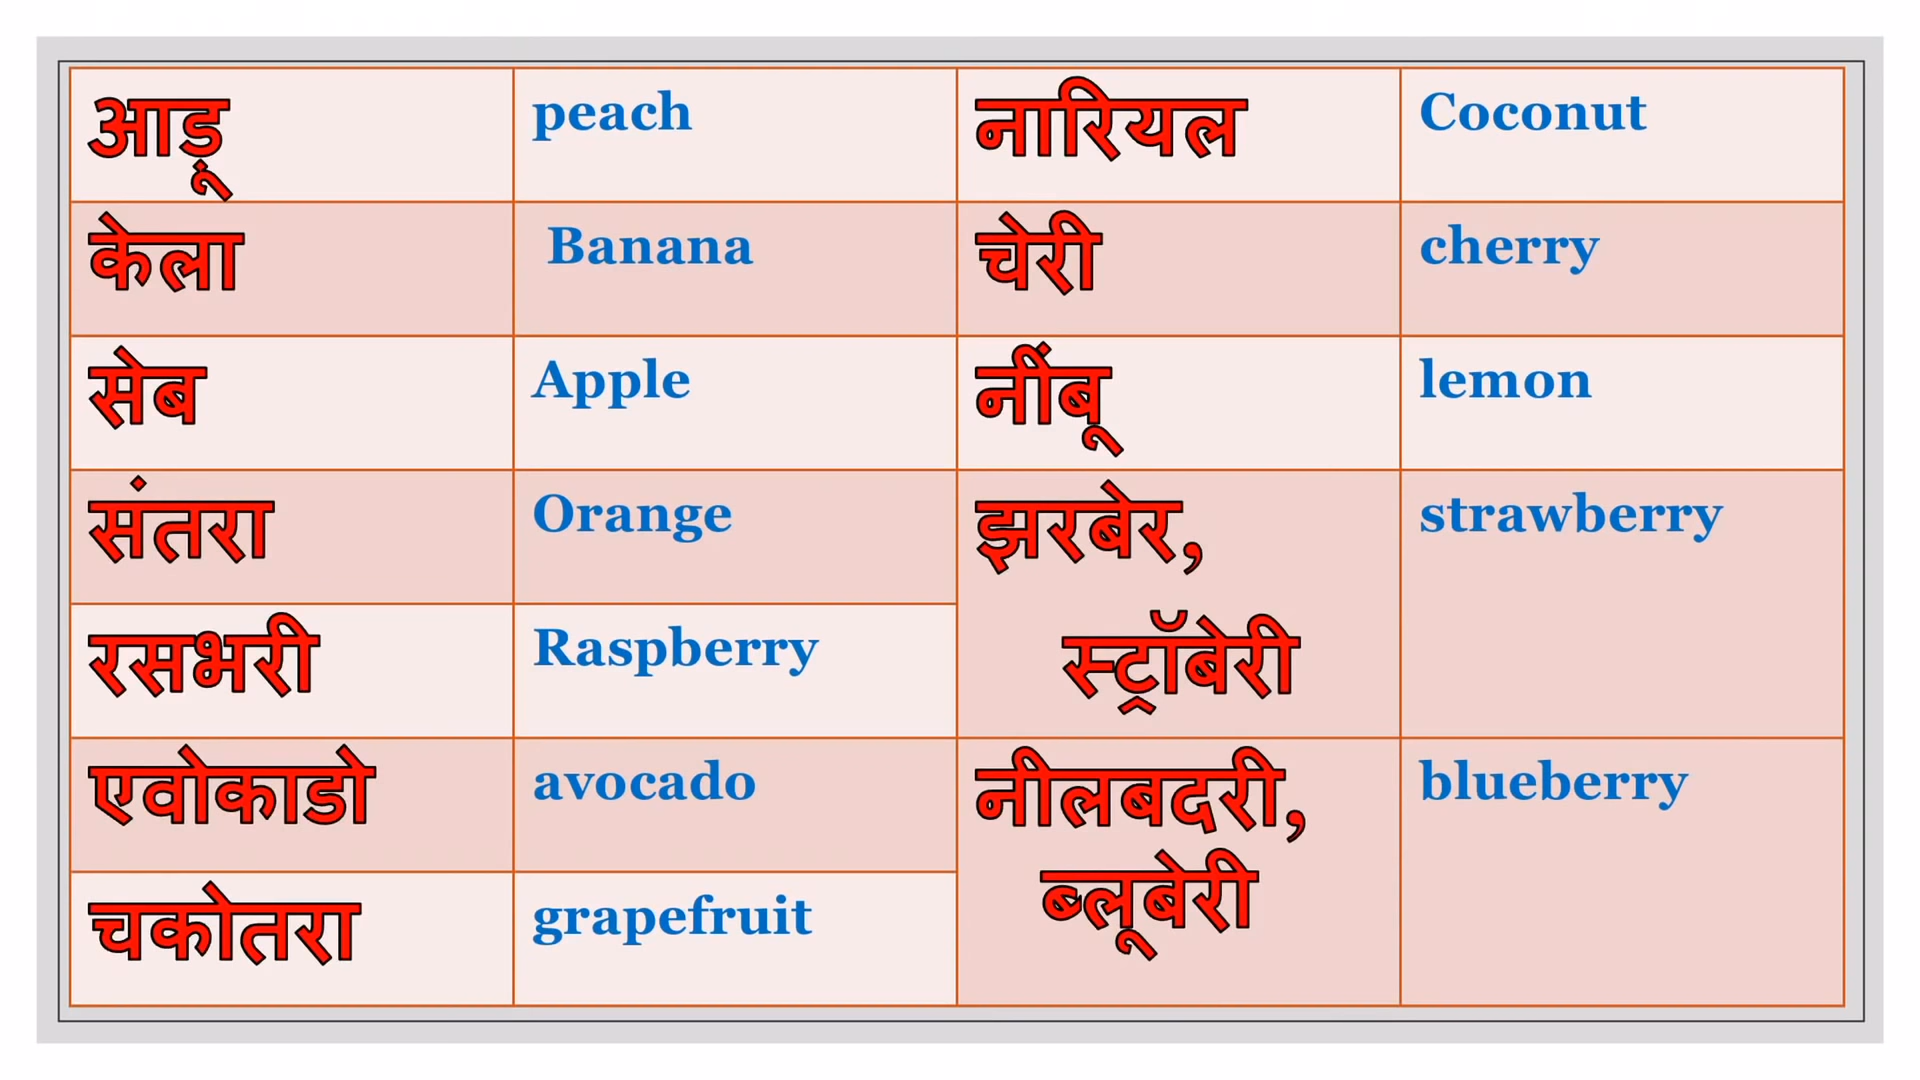 आड़ू peach नारियल Coconut
केला Banana चेरी cherry
सेब Apple नींबू lemon
संतरा Orange झरबेर, strawberry
रसभरी Raspberry स्ट्रॉबेरी
एवोकाडो avocado नीलबदरी, blueberry
चकोतरा grapefruit ब्लूबेरी